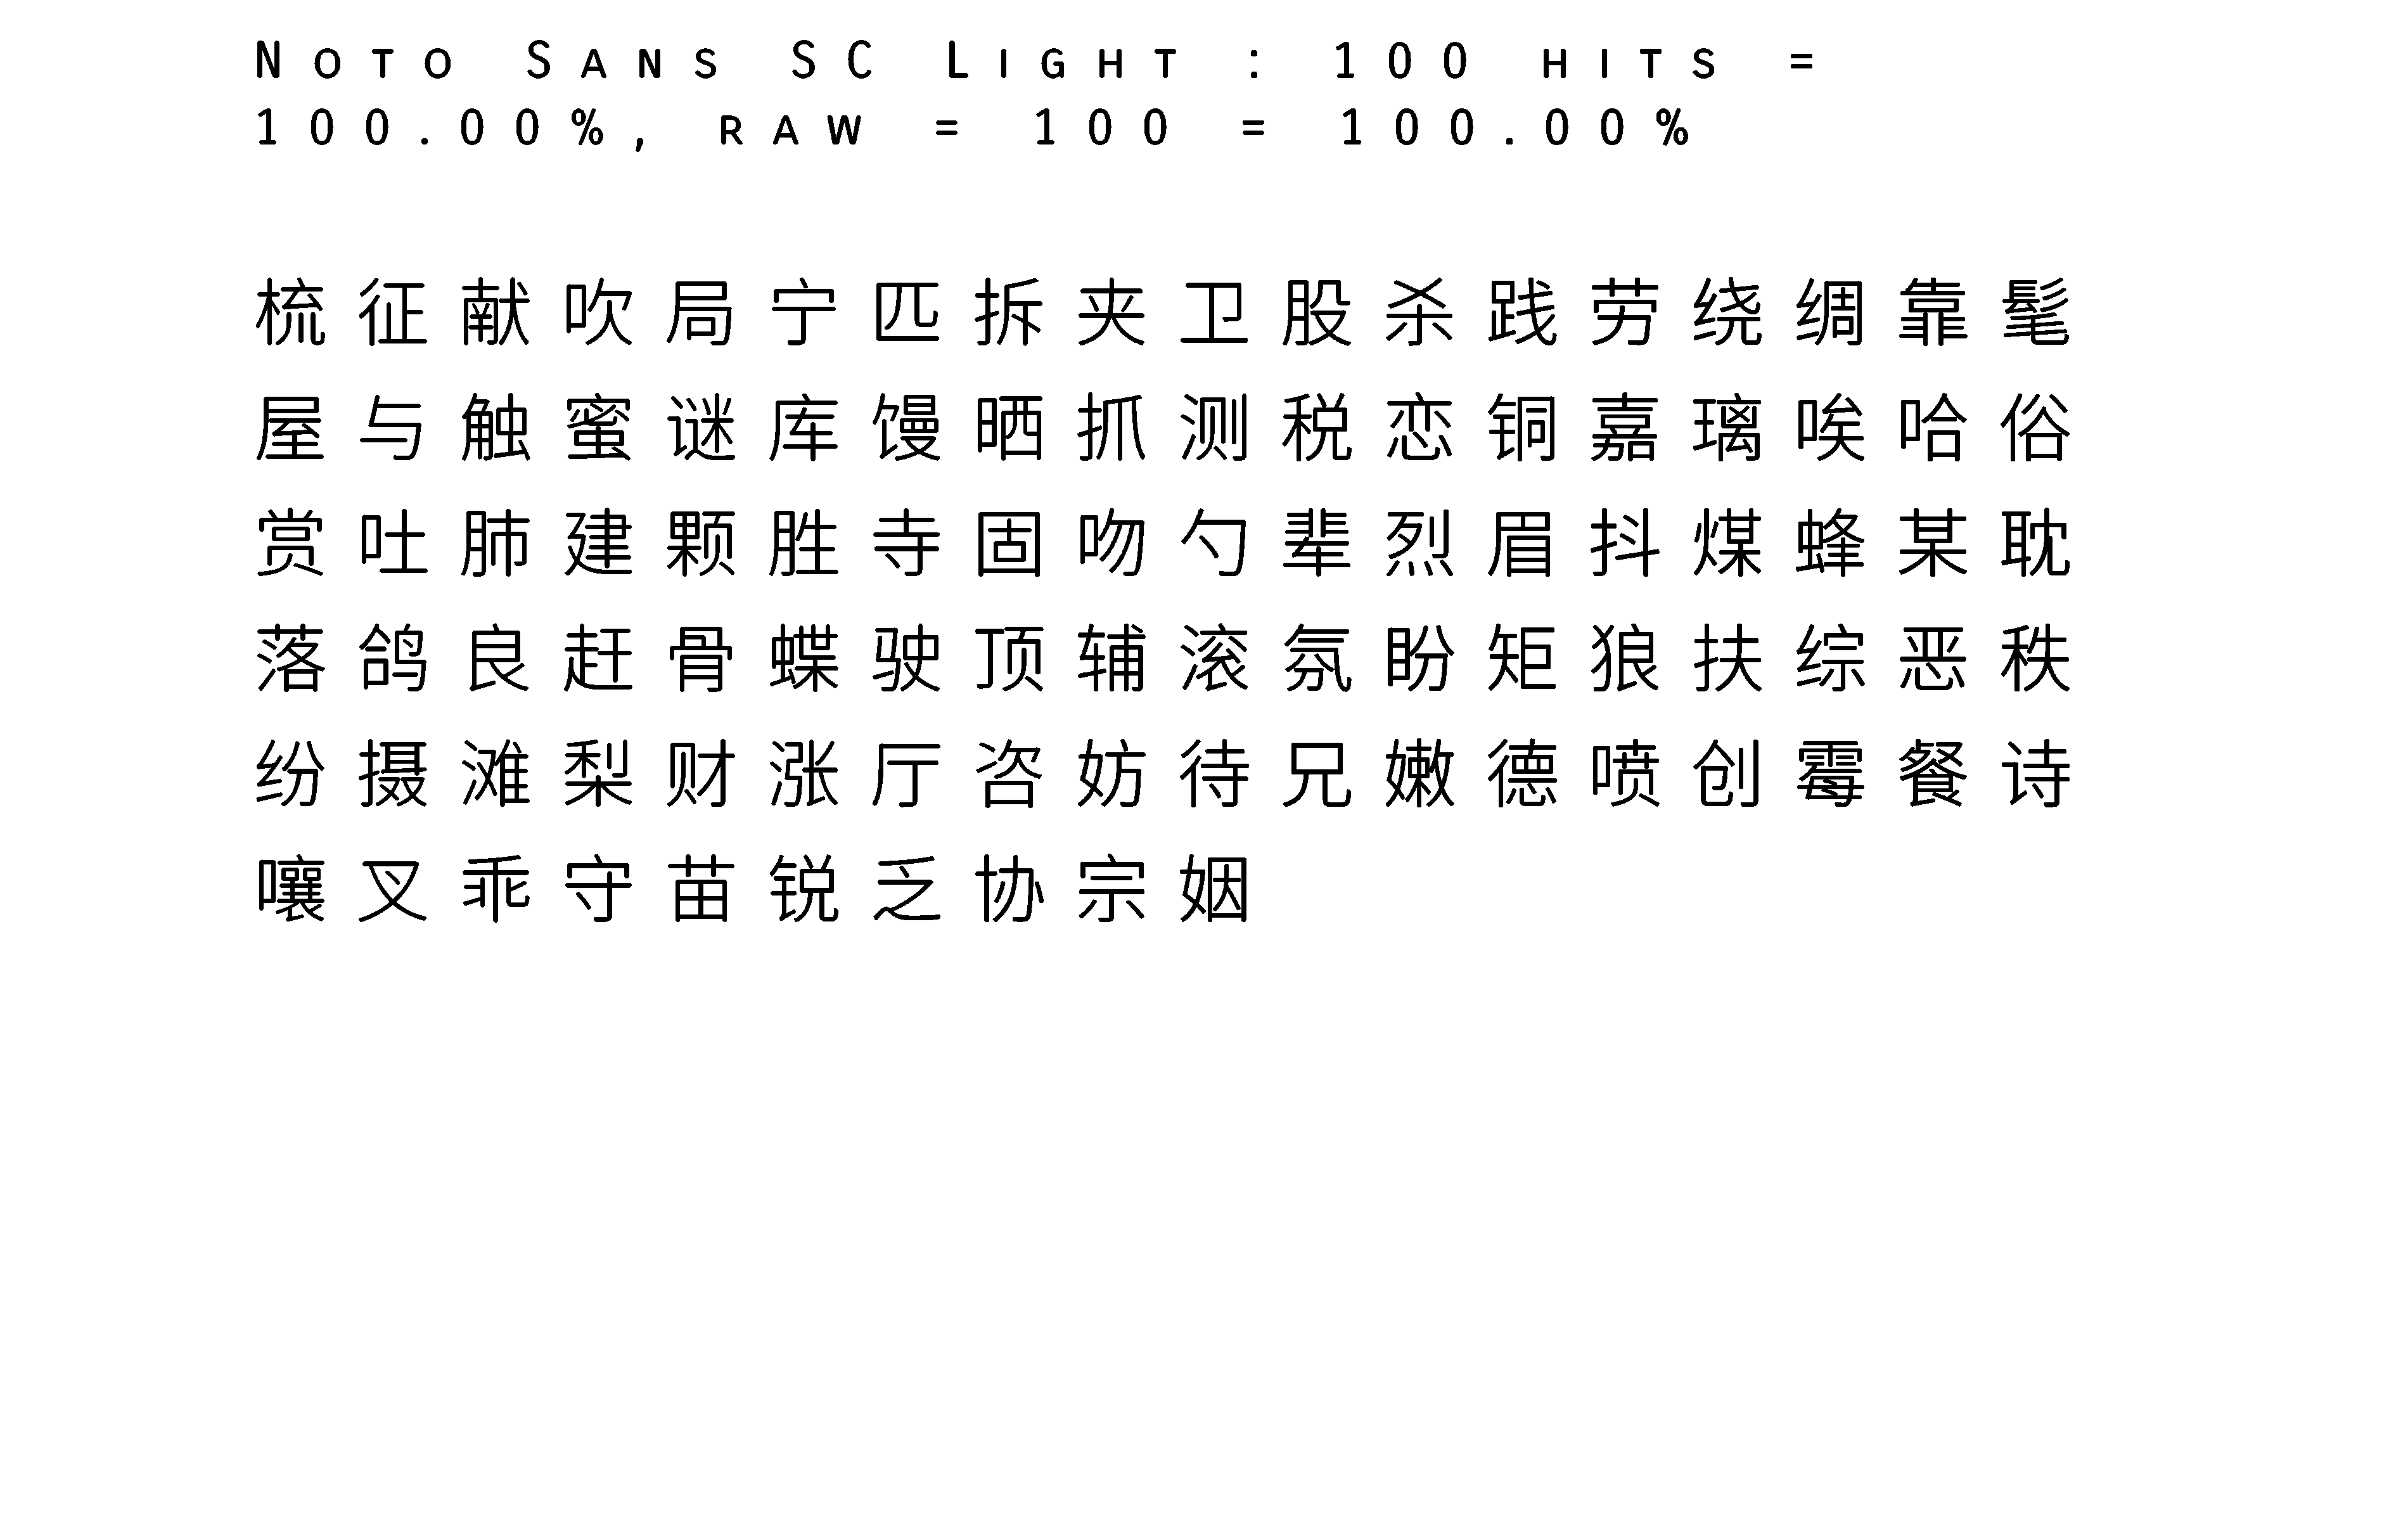 Noto Sans SC Light : 100 hits =
100.00%, raw = 100 = 100.00%
梳征献吹局宁匹拆夹卫股杀践劳绕绸靠髦
屋与触蜜谜库馒晒抓测税恋铜嘉璃唉哈俗
赏吐肺建颗胜寺固吻勺辈烈眉抖煤蜂某耽
落鸽良赶骨蝶驶顶辅滚氛盼矩狼扶综恶秩
纷摄滩梨财涨厅咨妨待兄嫩德喷创霉餐诗
嚷叉乖守苗锐乏协宗姻